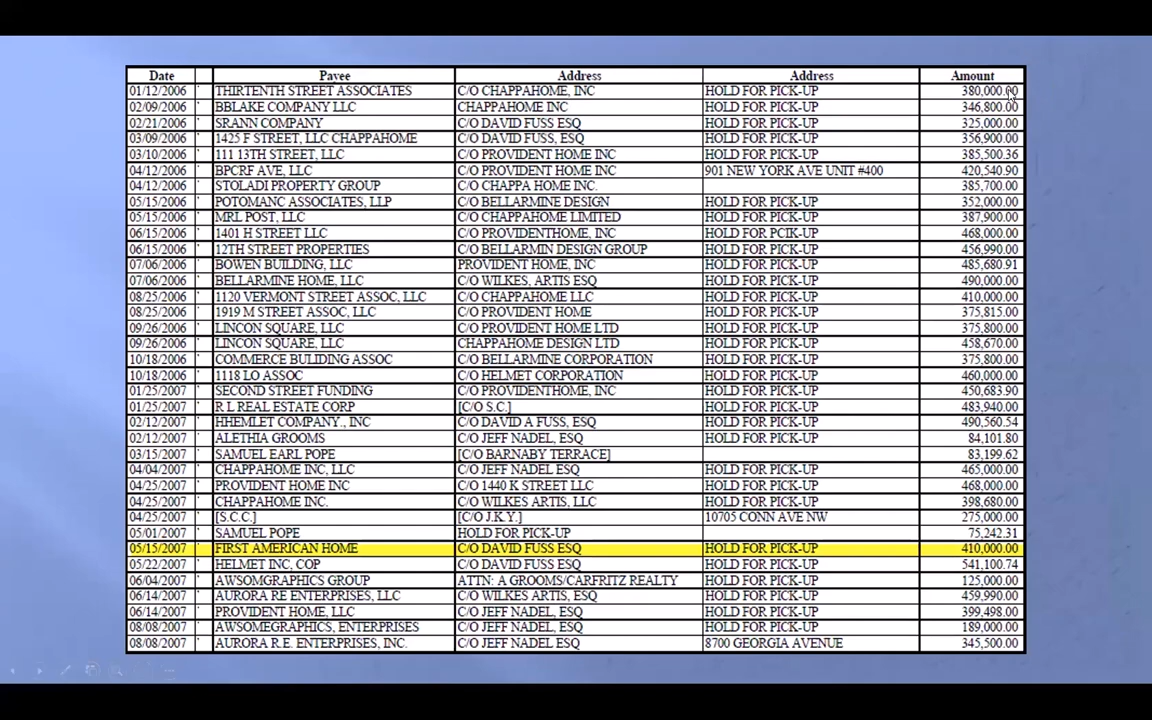 Date Payee Address Address Amount
01/12/2006 THIRTENTH STREET ASSOCIATES C/O CHAPPAHOME, INC HOLD FOR PICK-UP 380,000.00
02/09/2006 BBLAKE COMPANY LLC CHAPPAHOME INC HOLD FOR PICK-UP 346,800.00
02/21/2006 SRANN COMPANY C/O DAVID FUSS ESQ HOLD FOR PICK-UP 325,000.00
03/09/2006 1425 F STREET, LLC CHAPPAHOME C/O DAVID FUSS, ESQ HOLD FOR PICK-UP 356,900.00
03/10/2006 111 13TH STREET, LLC C/O PROVIDENT HOME INC HOLD FOR PICK-UP 385,500.36
04/12/2006 BPCRF AVE, LLC C/O PROVIDENT HOME INC 901 NEW YORK AVE UNIT #400 420,540.90
04/12/2006 STOLADI PROPERTY GROUP C/O CHAPPA HOME INC. 385,700.00
05/15/2006 POTOMANC ASSOCIATES, LLP C/O BELLARMINE DESIGN HOLD FOR PICK-UP 352,000.00
05/15/2006 MRL POST, LLC C/O CHAPPAHOME LIMITED HOLD FOR PICK-UP 387,900.00
06/15/2006 1401 H STREET LLC C/O PROVIDENTHOME, INC HOLD FOR PCIK-UP 468,000.00
06/15/2006 12TH STREET PROPERTIES C/O BELLARMIN DESIGN GROUP HOLD FOR PICK-UP 456,990.00
07/06/2006 BOWEN BUILDING, LLC PROVIDENT HOME, INC HOLD FOR PICK-UP 485,680.91
07/06/2006 BELLARMINE HOME, LLC C/O WILKES, ARTIS ESQ HOLD FOR PICK-UP 490,000.00
08/25/2006 1120 VERMONT STREET ASSOC, LLC C/O CHAPPAHOME LLC HOLD FOR PICK-UP 410,000.00
08/25/2006 1919 M STREET ASSOC, LLC C/O PROVIDENT HOME HOLD FOR PICK-UP 375,815.00
09/26/2006 LINCON SQUARE, LLC C/O PROVIDENT HOME LTD HOLD FOR PICK-UP 375,800.00
09/26/2006 LINCON SQUARE, LLC CHAPPAHOME DESIGN LTD HOLD FOR PICK-UP 458,670.00
10/18/2006 COMMERCE BULIDING ASSOC C/O BELLARMINE CORPORATION HOLD FOR PICK-UP 375,800.00
10/18/2006 1118 LO ASSOC C/O HELMET CORPORATION HOLD FOR PICK-UP 460,000.00
01/25/2007 SECOND STREET FUNDING C/O PROVIDENTHOME, INC HOLD FOR PICK-UP 450,683.90
01/25/2007 R L REAL ESTATE CORP [C/O S.C.] HOLD FOR PICK-UP 483,940.00
02/12/2007 HHEMLET COMPANY., INC C/O DAVID A FUSS, ESQ HOLD FOR PICK-UP 490,560.54
02/12/2007 ALETHIA GROOMS C/O JEFF NADEL, ESQ HOLD FOR PICK-UP 84,101.80
03/15/2007 SAMUEL EARL POPE [C/O BARNABY TERRACE] 83,199.62
04/04/2007 CHAPPAHOME INC, LLC C/O JEFF NADEL ESQ HOLD FOR PICK-UP 465,000.00
04/25/2007 PROVIDENT HOME INC C/O 1440 K STREET LLC HOLD FOR PICK-UP 468,000.00
04/25/2007 CHAPPAHOME INC. C/O WILKES ARTIS, LLC HOLD FOR PICK-UP 398,680.00
04/25/2007 [S.C.C.] [C/O J.K.Y.] 10705 CONN AVE NW 275,000.00
05/01/2007 SAMUEL POPE HOLD FOR PICK-UP 75,242.31
05/15/2007 FIRST AMERICAN HOME C/O DAVID FUSS ESQ HOLD FOR PICK-UP 410,000.00
05/22/2007 HELMET INC, COP C/O DAVID FUSS ESQ HOLD FOR PICK-UP 541,100.74
06/04/2007 AWSOMGRAPHICS GROUP ATTN: A GROOMS/CARFRITZ REALTY HOLD FOR PICK-UP 125,000.00
06/14/2007 AURORA RE ENTERPRISES, LLC C/O WILKES ARTIS, ESQ HOLD FOR PICK-UP 459,990.00
06/14/2007 PROVIDENT HOME, LLC C/O JEFF NADEL, ESQ HOLD FOR PICK-UP 399,498.00
08/08/2007 AWSOMEGRAPHICS, ENTERPRISES C/O JEFF NADEL, ESQ HOLD FOR PICK-UP 189,000.00
08/08/2007 AURORA R.E. ENTERPRISES, INC. C/O JEFF NADEL, ESQ 8700 GEORGIA AVENUE 345,500.00